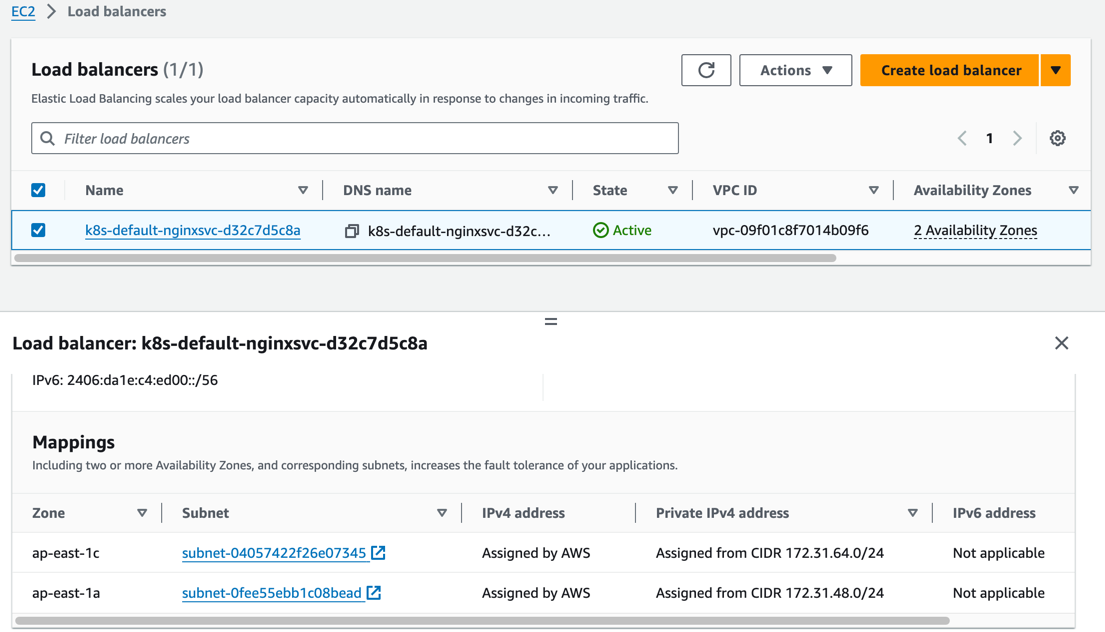 EC2 > Load balancers
Load balancers (1/1)
Actions
Create load balancer
Elastic Load Balancing scales your load balancer capacity automatically in response to changes in incoming traffic.
Filter load balancers
1
Name DNS name State VPC ID Availability Zones
k8s-default-nginxsvc-d32c7d5c8a k8s-default-nginxsvc-d32c... Active vpc-09f01c8f7014b09f6 2 Availability Zones
Load balancer: k8s-default-nginxsvc-d32c7d5c8a
IPv6: 2406:da1e:c4:ed00::/56
Mappings
Including two or more Availability Zones, and corresponding subnets, increases the fault tolerance of your applications.
Zone Subnet IPv4 address Private IPv4 address IPv6 address
ap-east-1c subnet-04057422f26e07345 Assigned by AWS Assigned from CIDR 172.31.64.0/24 Not applicable
ap-east-1a subnet-0fee55ebb1c08bead Assigned by AWS Assigned from CIDR 172.31.48.0/24 Not applicable